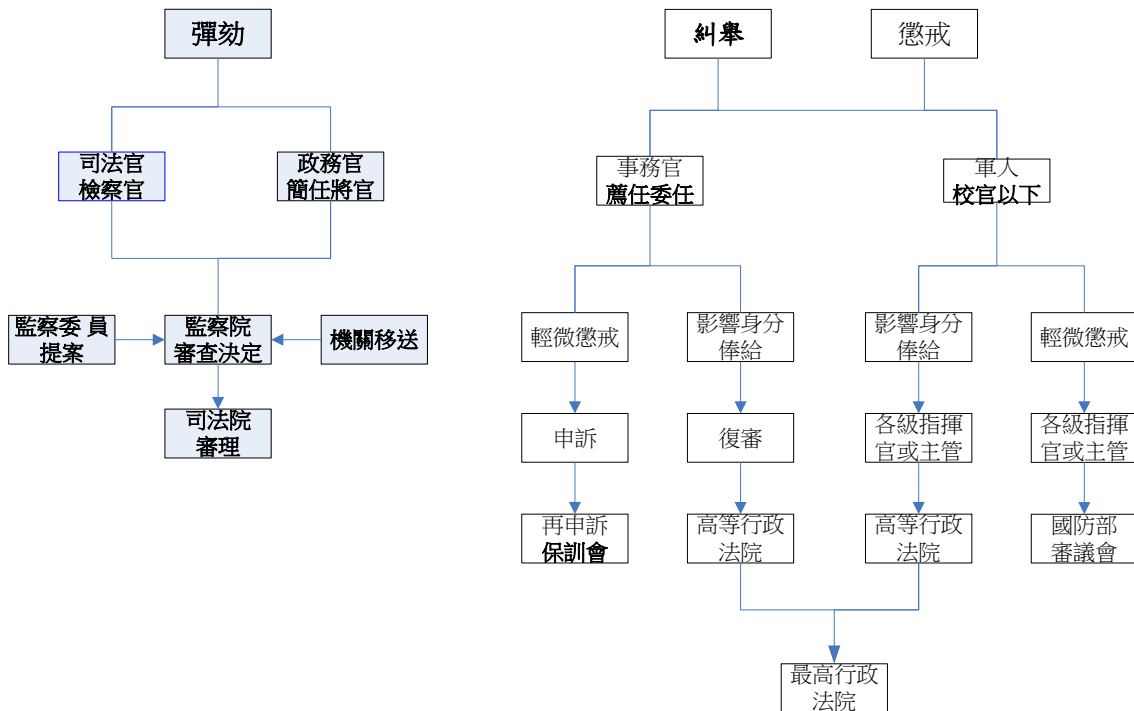 彈劾
糾舉
懲戒
司法官
檢察官
政務官
簡任將官
事務官
薦任委任
軍人
校官以下
監察委 員
提案
監察院
審查決定
機關移送
輕微懲戒
影響身分
俸給
影響身分
俸給
輕微懲戒
司法院
審理
申訴
復審
各級指揮
官或主管
各級指揮
官或主管
再申訴
保訓會
高等行政
法院
高等行政
法院
國防部
審議會
最高行政
法院